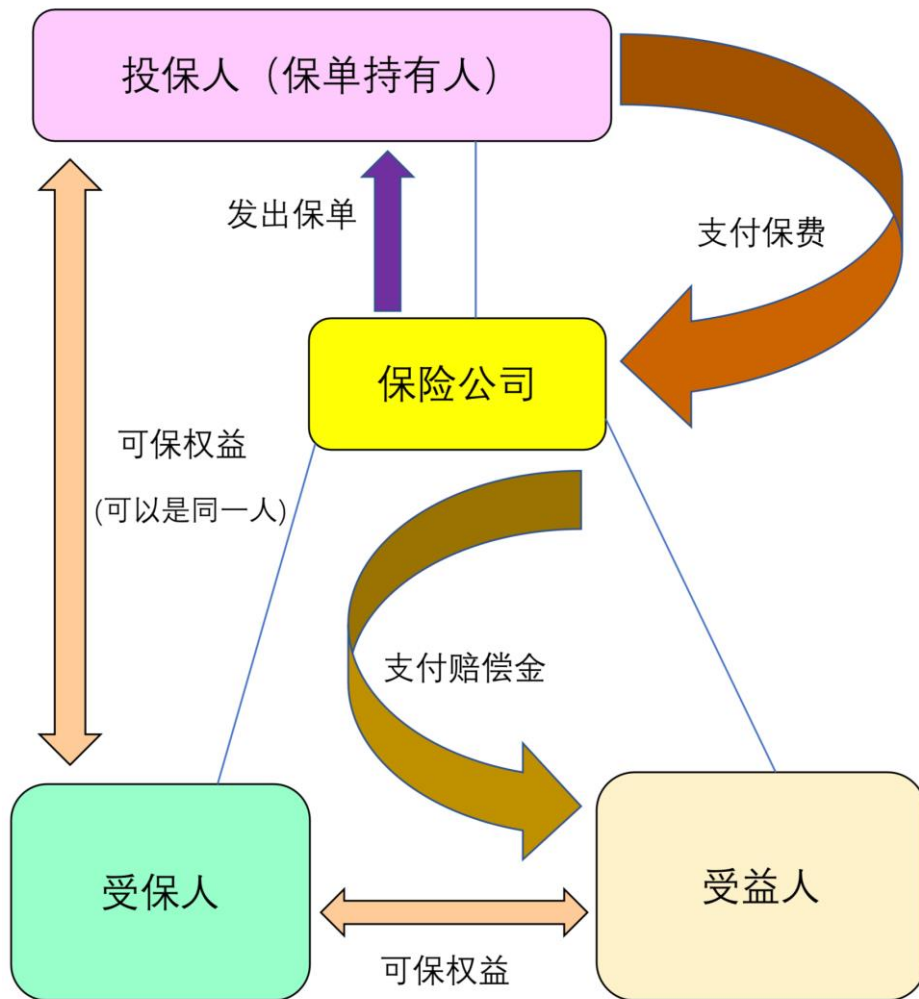 投保人（保单持有人）
发出保单
支付保费
保险公司
可保权益
(可以是同一人)
支付赔偿金
受保人
受益人
可保权益